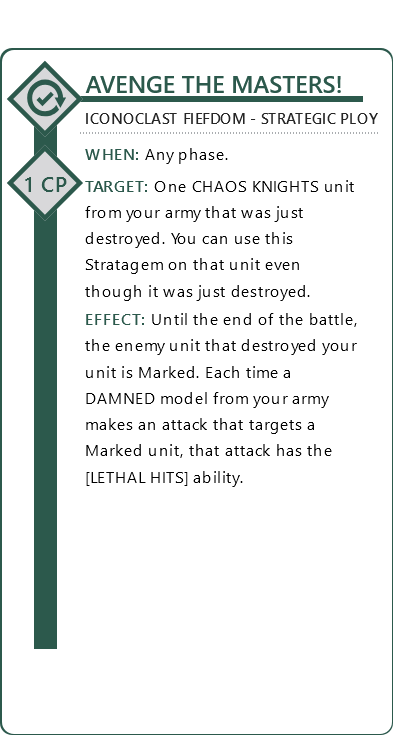 AVENGE THE MASTERS!
ICONOCLAST FIEFDOM - STRATEGIC PLOY
WHEN: Any phase.
1 CP
TARGET: One CHAOS KNIGHTS unit
from your army that was just
destroyed. You can use this
Stratagem on that unit even
though it was just destroyed.
EFFECT: Until the end of the battle,
the enemy unit that destroyed your
unit is Marked. Each time a
DAMNED model from your army
makes an attack that targets a
Marked unit, that attack has the
[LETHAL HITS] ability.